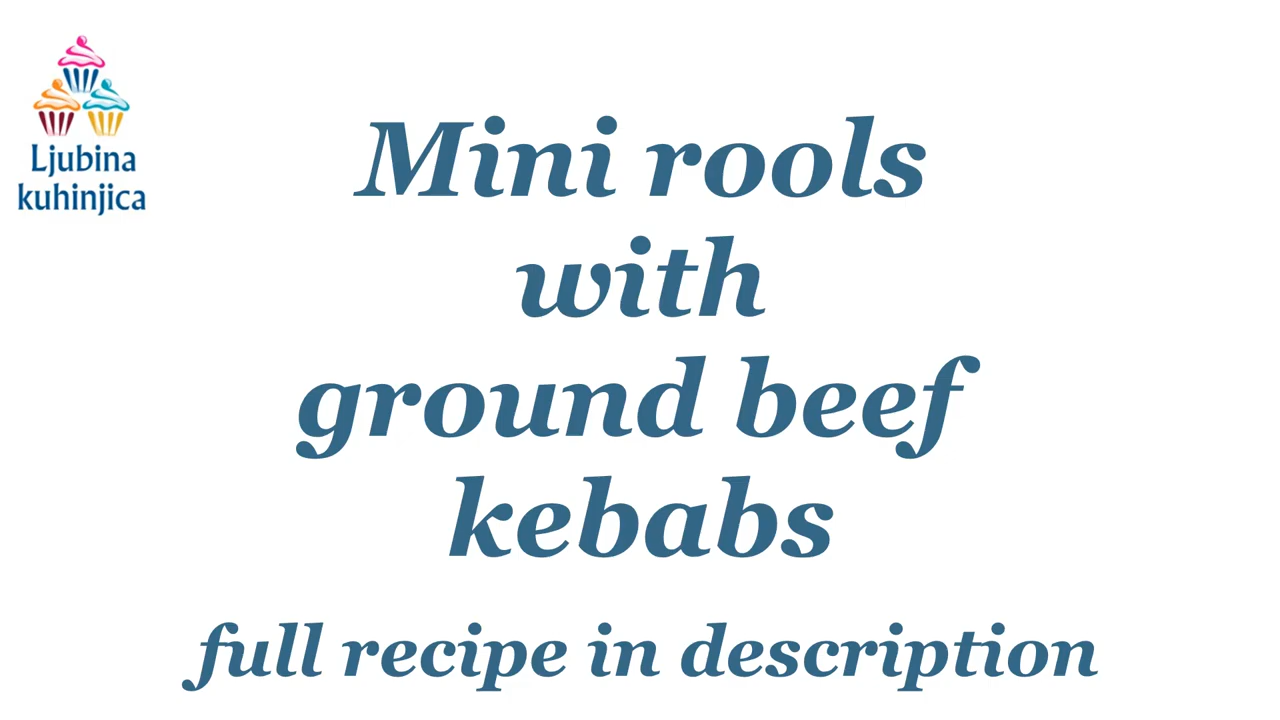 Ljubina
kuhinjica
Mini rools
with
ground beef
kebabs
full recipe in description